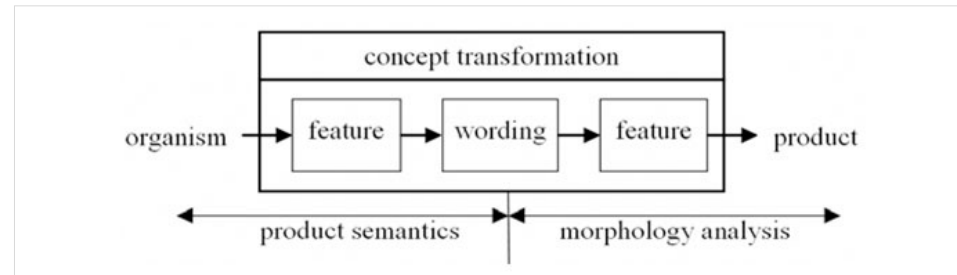 concept transformation
organism feature wording feature product
product semantics morphology analysis